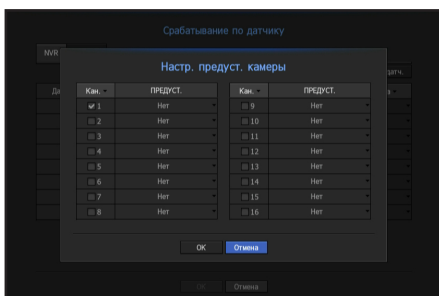 Срабатывание по датчику
NVR
датч.
Да
Настр. предуст. камеры
Кан. ПРЕДУСТ. Кан. ПРЕДУСТ.
1 Нет 9 Нет
2 Нет 10 Нет
3 Нет 11 Нет
4 Нет 12 Нет
5 Нет 13 Нет
6 Нет 14 Нет
7 Нет 15 Нет
8 Нет 16 Нет
OK Отмена
OK Отмена